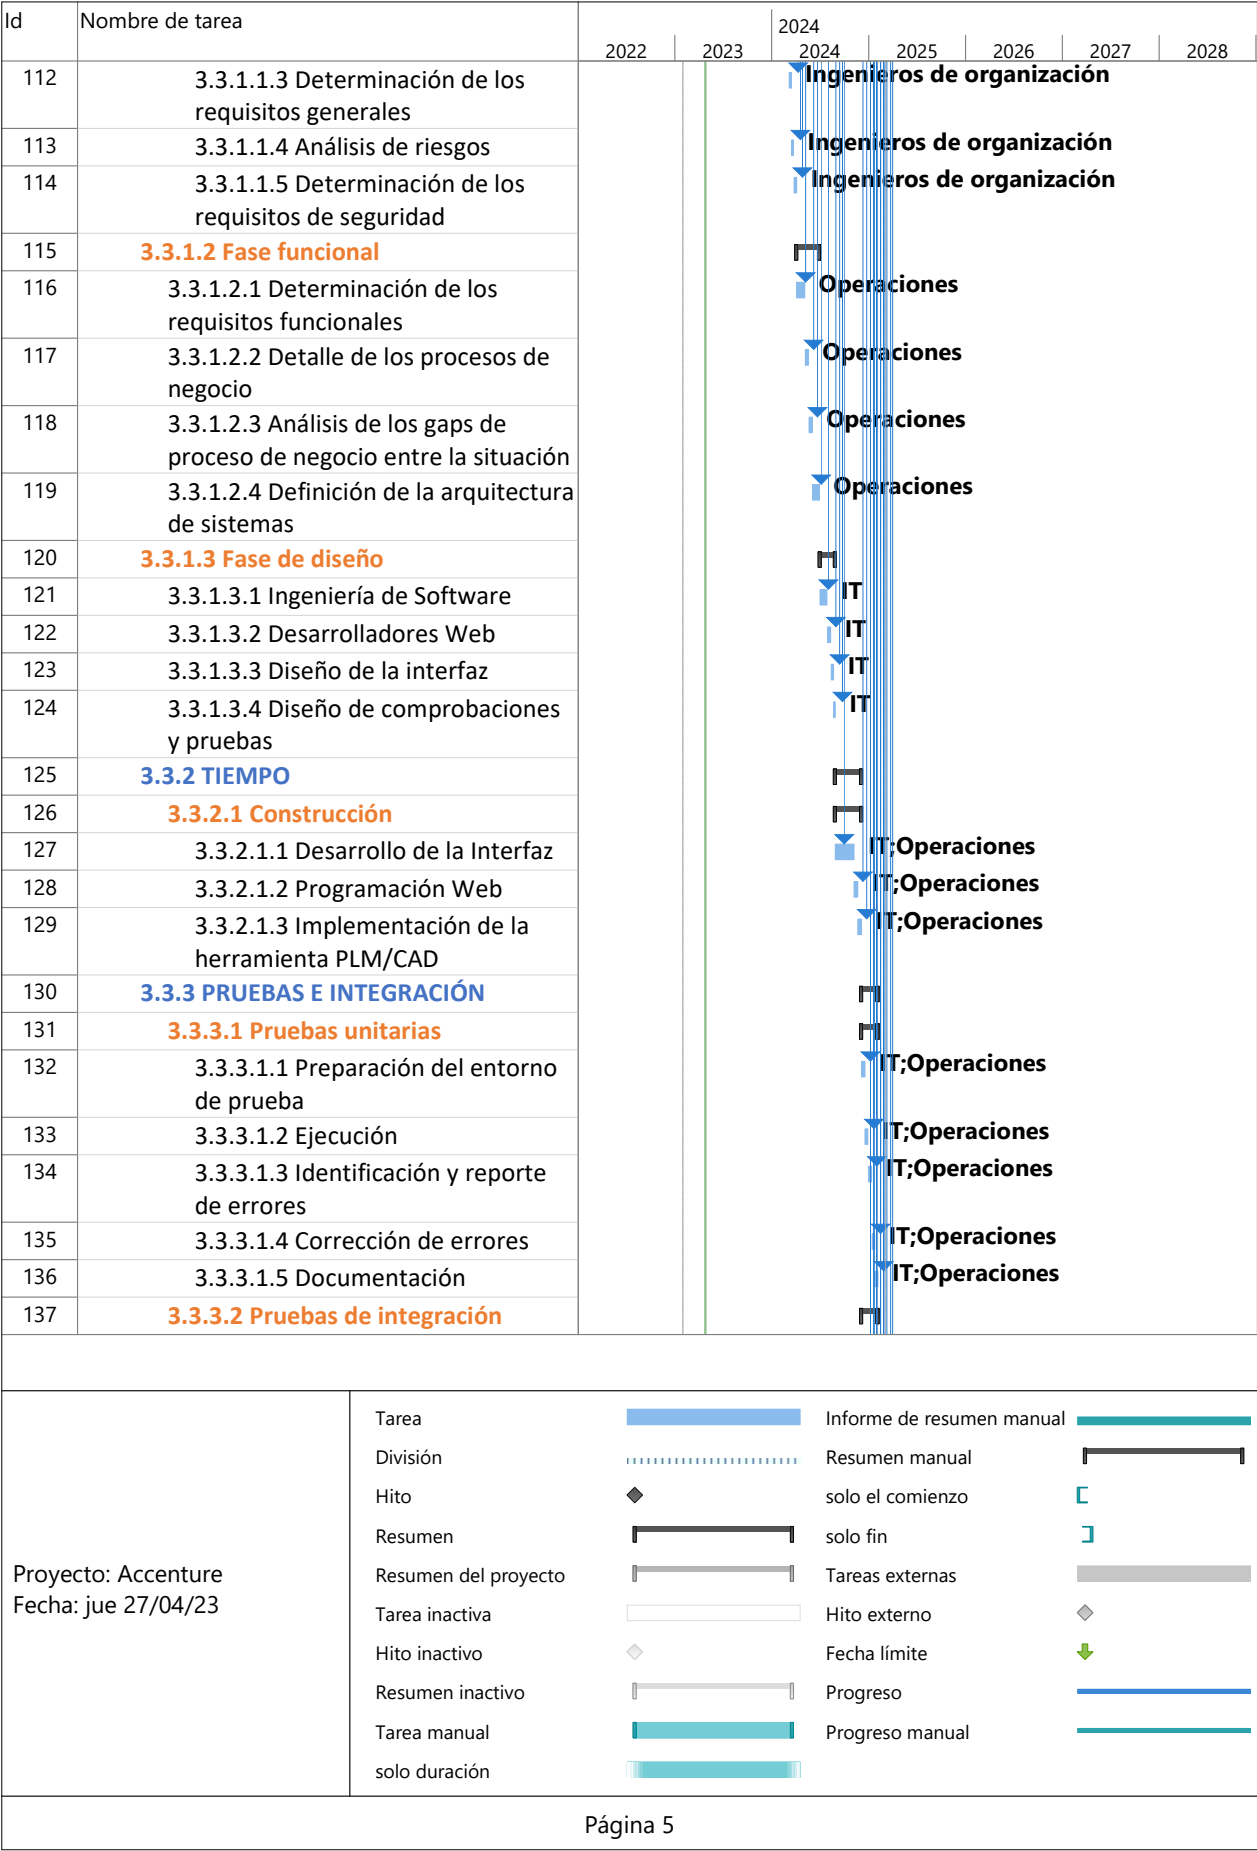 Id Nombre de tarea
2024
2022 2023 2024 2025 2026 2027 2028
112 3.3.1.1.3 Determinación de los Ingenieros de organización
requisitos generales
113 3.3.1.1.4 Análisis de riesgos Ingenieros de organización
114 3.3.1.1.5 Determinación de los Ingenieros de organización
requisitos de seguridad
115 3.3.1.2 Fase funcional
116 3.3.1.2.1 Determinación de los Operaciones
requisitos funcionales
117 3.3.1.2.2 Detalle de los procesos de Operaciones
negocio
118 3.3.1.2.3 Análisis de los gaps de Operaciones
proceso de negocio entre la situación
119 3.3.1.2.4 Definición de la arquitectura Operaciones
de sistemas
120 3.3.1.3 Fase de diseño
121 3.3.1.3.1 Ingeniería de Software IT
122 3.3.1.3.2 Desarrolladores Web IT
123 3.3.1.3.3 Diseño de la interfaz IT
124 3.3.1.3.4 Diseño de comprobaciones IT
y pruebas
125 3.3.2 TIEMPO
126 3.3.2.1 Construcción
127 3.3.2.1.1 Desarrollo de la Interfaz IT;Operaciones
128 3.3.2.1.2 Programación Web IT;Operaciones
129 3.3.2.1.3 Implementación de la IT;Operaciones
herramienta PLM/CAD
130 3.3.3 PRUEBAS E INTEGRACIÓN
131 3.3.3.1 Pruebas unitarias
132 3.3.3.1.1 Preparación del entorno IT;Operaciones
de prueba
133 3.3.3.1.2 Ejecución IT;Operaciones
134 3.3.3.1.3 Identificación y reporte IT;Operaciones
de errores
135 3.3.3.1.4 Corrección de errores IT;Operaciones
136 3.3.3.1.5 Documentación IT;Operaciones
137 3.3.3.2 Pruebas de integración
Proyecto: Accenture
Fecha: jue 27/04/23
Tarea
División
Hito
Resumen
Resumen del proyecto
Tarea inactiva
Hito inactivo
Resumen inactivo
Tarea manual
solo duración
Informe de resumen manual
Resumen manual
solo el comienzo
solo fin
Tareas externas
Hito externo
Fecha límite
Progreso
Progreso manual
Página 5